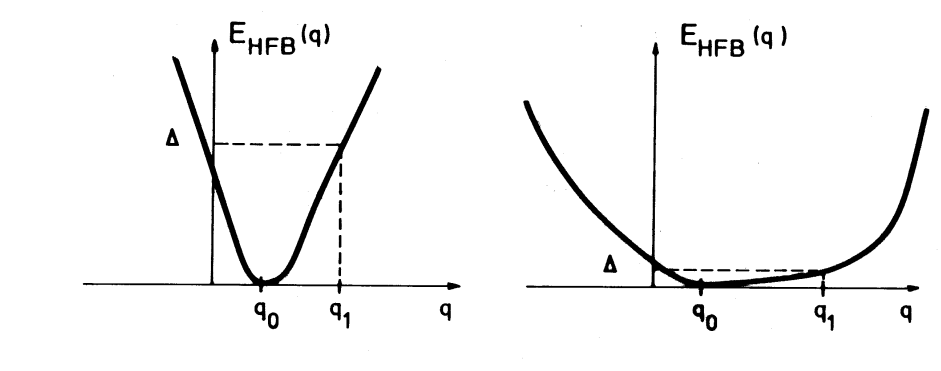 E_HFB (q)
Δ
q_0
q_1
q
E_HFB (q)
Δ
q_0
q_1
q